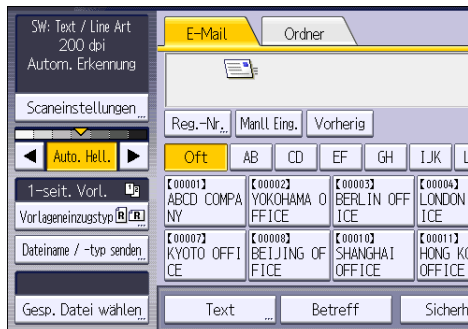 SW: Text / Line Art
200 dpi
Autom. Erkennung
Scaneinstellungen
Auto. Hell.
1-seit. Vorl.
Vorlageneinzugstyp
Dateiname / -typ senden
Gesp. Datei wählen
E-Mail
Ordner
Reg.-Nr.
Manll Eing.
Vorherig
Oft
AB
CD
EF
GH
IJK
[00001]
ABCD COMPA
NY
[00002]
YOKOHAMA O
FFICE
[00003]
BERLIN OFF
ICE
[00004]
LONDON
ICE
[00007]
KYOTO OFFI
CE
[00008]
BEIJING OF
FICE
[00010]
SHANGHAI
OFFICE
[00011]
HONG KO
OFFICE
Text
Betreff
Sicherh